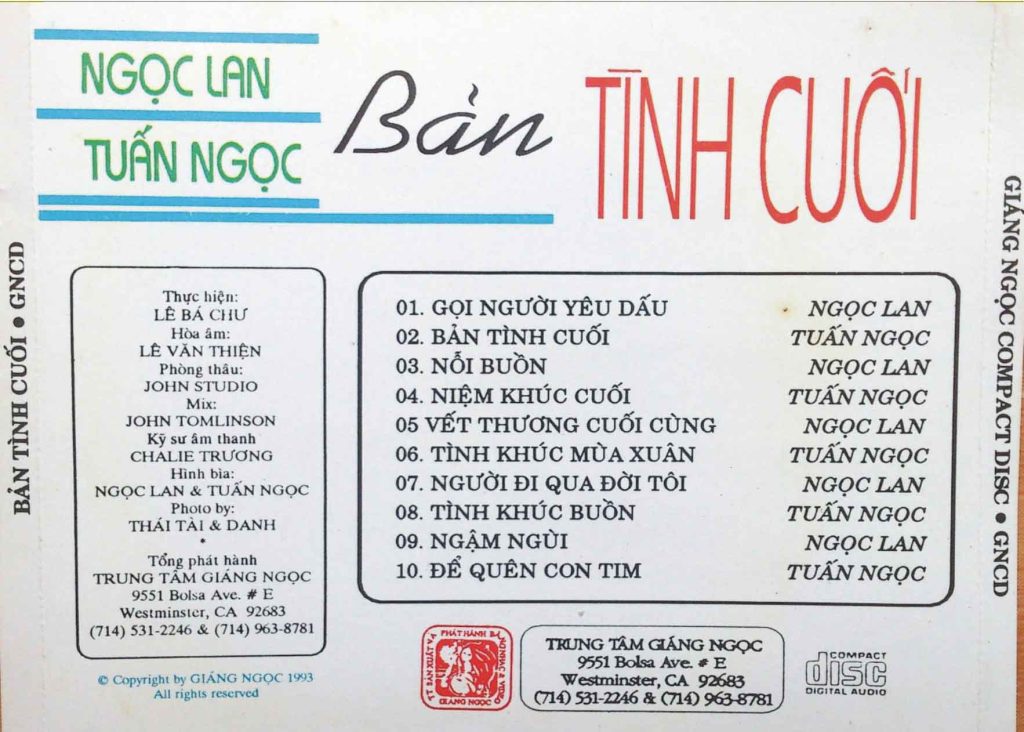 NGỌC LAN
TUẤN NGỌC
Bản TÌNH CUỐI
BẢN TÌNH CUỐI • GNCD
GIÁNG NGỌC COMPACT DISC • GNCD
Thực hiện:
LÊ BÁ CHƯ
Hòa âm:
LÊ VĂN THIỆN
Phòng thâu:
JOHN STUDIO
Mix:
JOHN TOMLINSON
Kỹ sư âm thanh
CHALIE TRƯƠNG
Hình bìa:
NGỌC LAN & TUẤN NGỌC
Photo by:
THÁI TÀI & DANH
•
Tổng phát hành
TRUNG TÂM GIÁNG NGỌC
9551 Bolsa Ave. # E
Westminster, CA 92683
(714) 531-2246 & (714) 963-8781
© Copyright by GIÁNG NGỌC 1993
All rights reserved
01. GỌI NGƯỜI YÊU DẤU NGỌC LAN
02. BẢN TÌNH CUỐI TUẤN NGỌC
03. NỖI BUỒN NGỌC LAN
04. NIỆM KHÚC CUỐI TUẤN NGỌC
05 VẾT THƯƠNG CUỐI CÙNG NGỌC LAN
06. TÌNH KHÚC MÙA XUÂN TUẤN NGỌC
07. NGƯỜI ĐI QUA ĐỜI TÔI NGỌC LAN
08. TÌNH KHÚC BUỒN TUẤN NGỌC
09. NGẬM NGÙI NGỌC LAN
10. ĐỂ QUÊN CON TIM TUẤN NGỌC
TT SẢN XUẤT VÀ PHÁT HÀNH
GIANG NGOC
TRUNG TÂM GIÁNG NGỌC
9551 Bolsa Ave. # E
Westminster, CA 92683
(714) 531-2246 & (714) 963-8781
COMPACT
disc
DIGITAL AUDIO